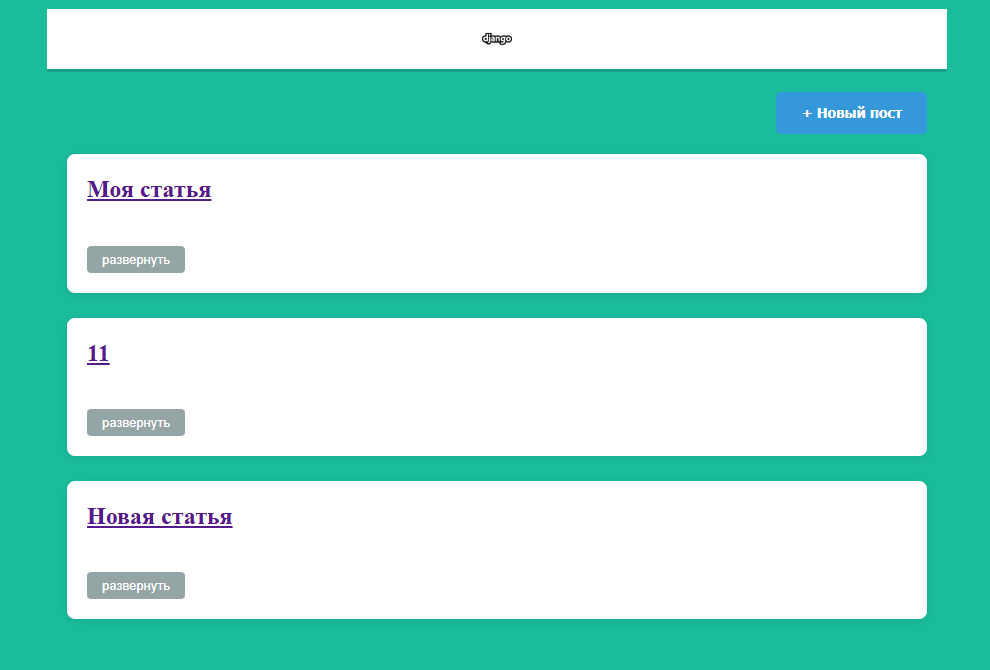 django
+ Новый пост
Моя статья
развернуть
11
развернуть
Новая статья
развернуть